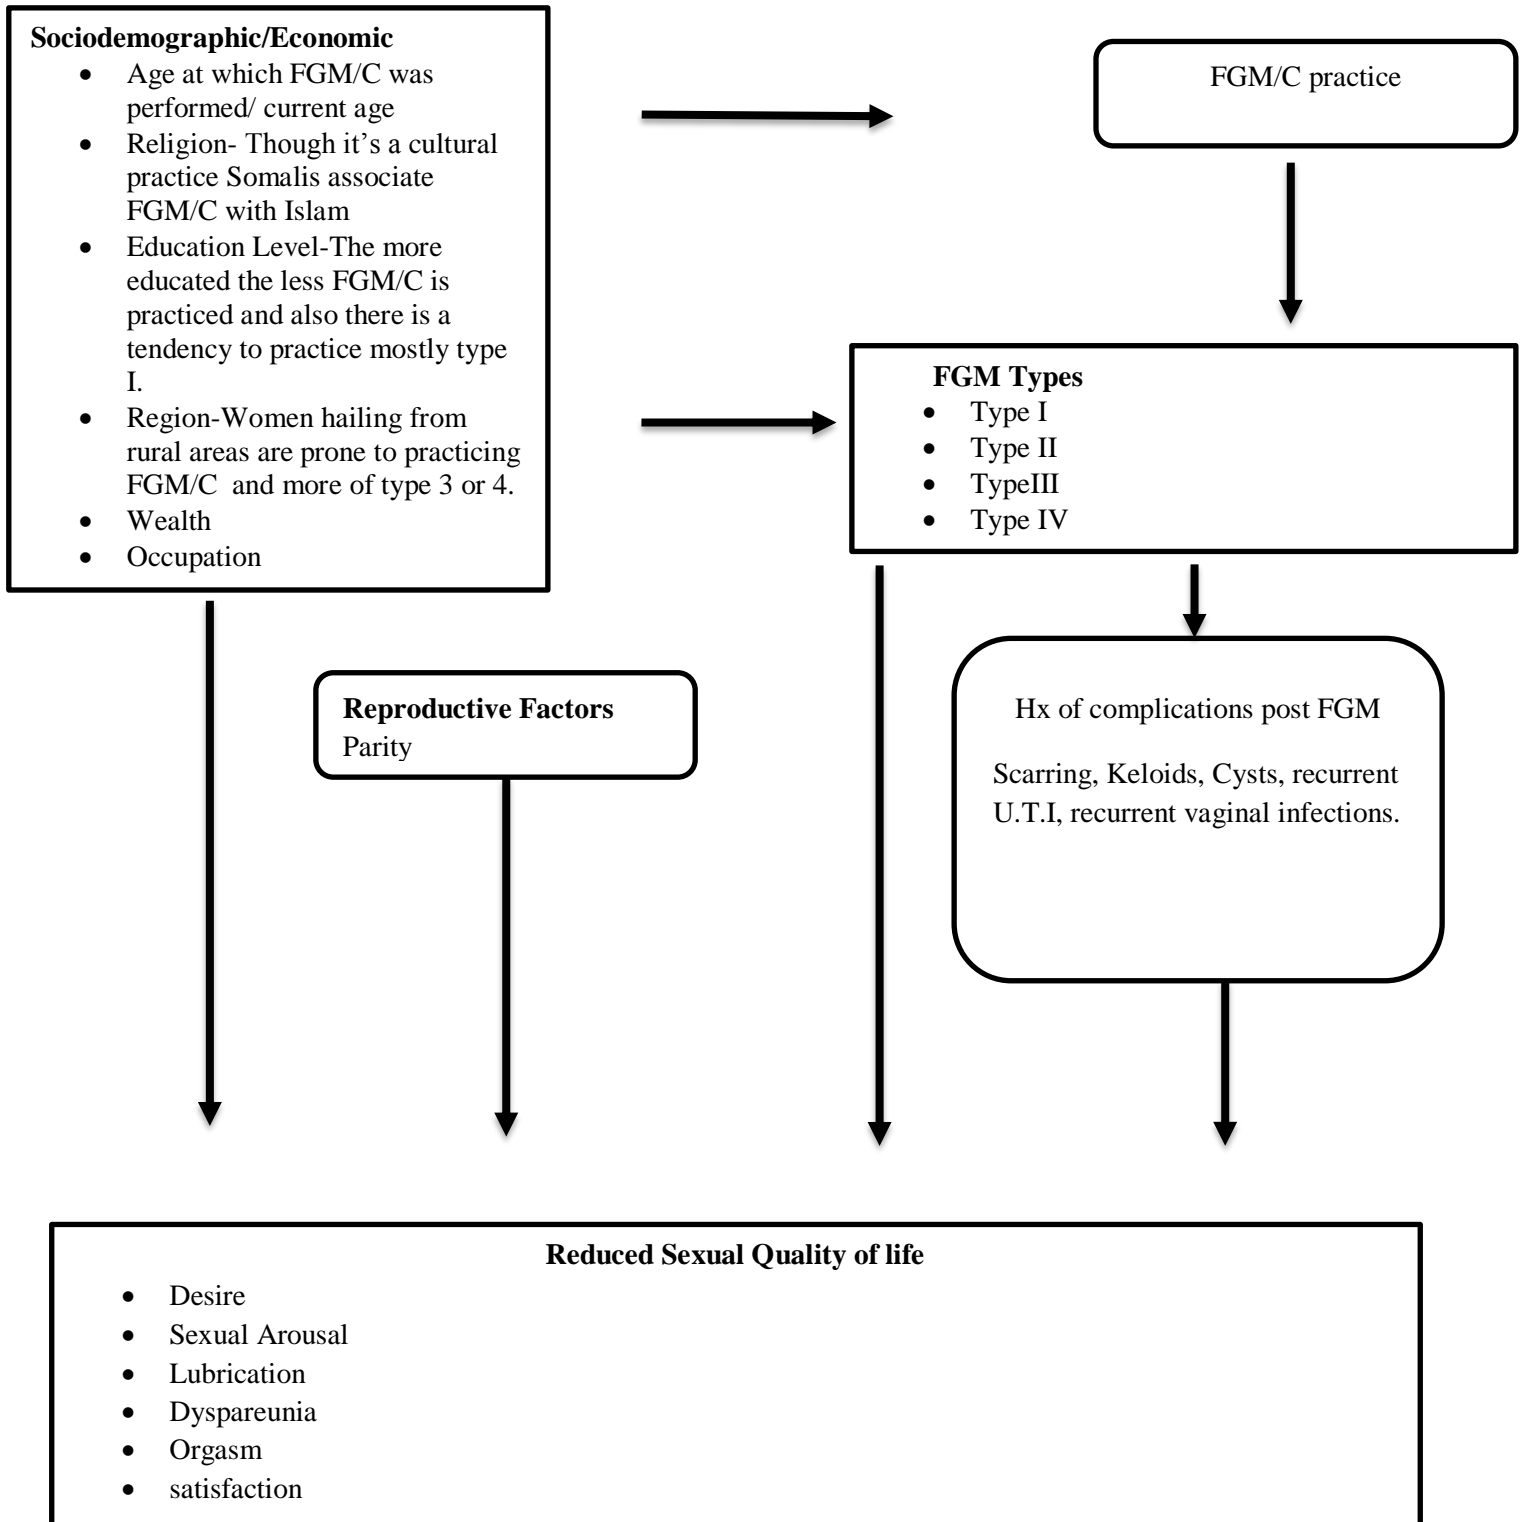 Sociodemographic/Economic
• Age at which FGM/C was
performed/ current age
• Religion- Though it’s a cultural
practice Somalis associate
FGM/C with Islam
• Education Level-The more
educated the less FGM/C is
practiced and also there is a
tendency to practice mostly type
I.
• Region-Women hailing from
rural areas are prone to practicing
FGM/C and more of type 3 or 4.
• Wealth
• Occupation
FGM/C practice
FGM Types
• Type I
• Type II
• TypeIII
• Type IV
Reproductive Factors
Parity
Hx of complications post FGM
Scarring, Keloids, Cysts, recurrent
U.T.I, recurrent vaginal infections.
Reduced Sexual Quality of life
• Desire
• Sexual Arousal
• Lubrication
• Dyspareunia
• Orgasm
• satisfaction